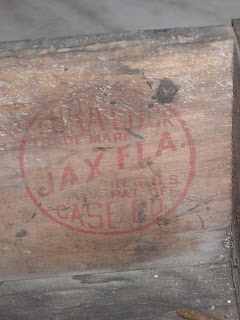 TRADE MARK
JAX FLA.
REG. U.S.
PAT. OFF.
CASE CO.